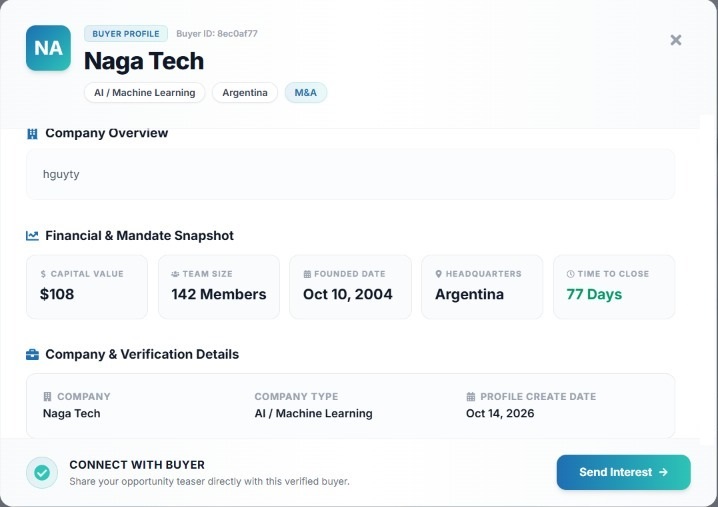 NA
BUYER PROFILE Buyer ID: 8ec0af77
Naga Tech
AI / Machine Learning Argentina M&A
Company Overview
hguyty
Financial & Mandate Snapshot
CAPITAL VALUE TEAM SIZE FOUNDED DATE HEADQUARTERS TIME TO CLOSE
$108 142 Members Oct 10, 2004 Argentina 77 Days
Company & Verification Details
COMPANY COMPANY TYPE PROFILE CREATE DATE
Naga Tech AI / Machine Learning Oct 14, 2026
CONNECT WITH BUYER
Share your opportunity teaser directly with this verified buyer.
Send Interest →